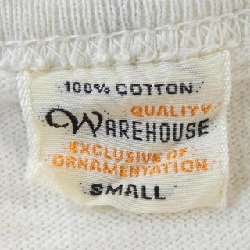 100% COTTON
QUALITY
WAREHOUSE
EXCLUSIVE OF
ORNAMENTATION
SMALL